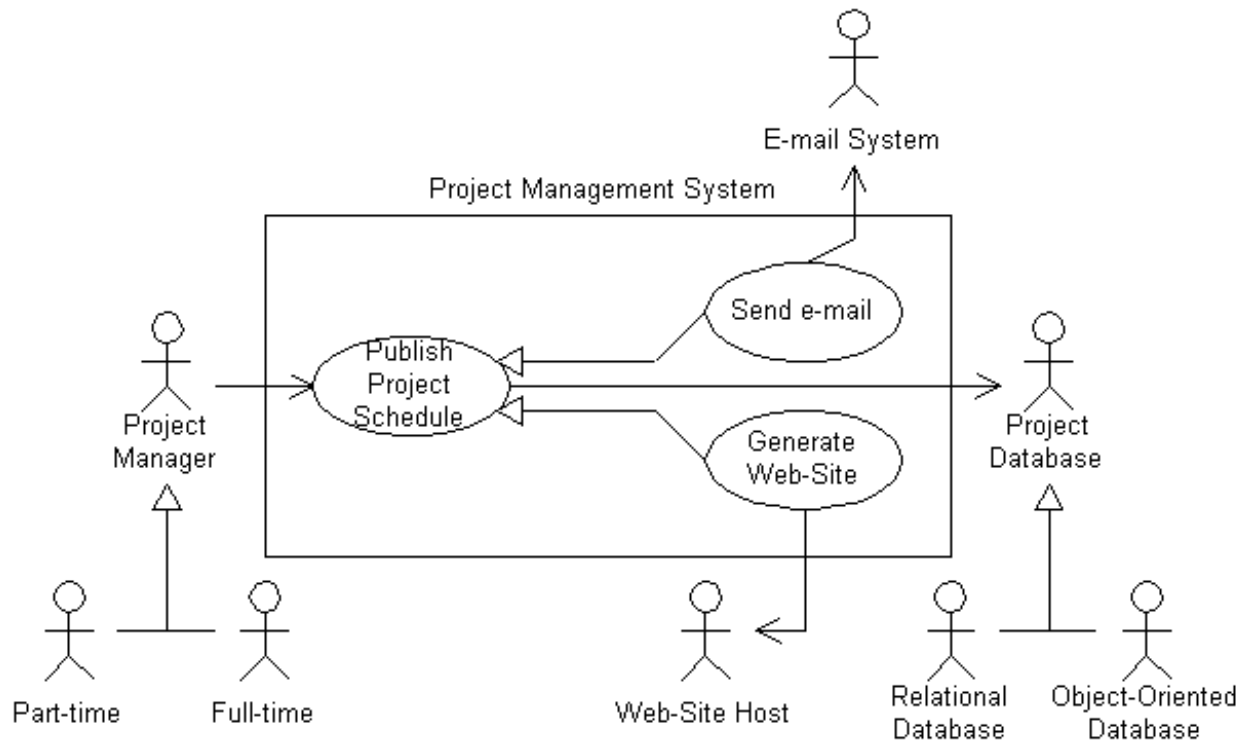 E-mail System
Project Management System
Send e-mail
Publish
Project
Schedule
Project
Manager
Generate
Web-Site
Project
Database
Part-time
Full-time
Web-Site Host
Relational
Database
Object-Oriented
Database